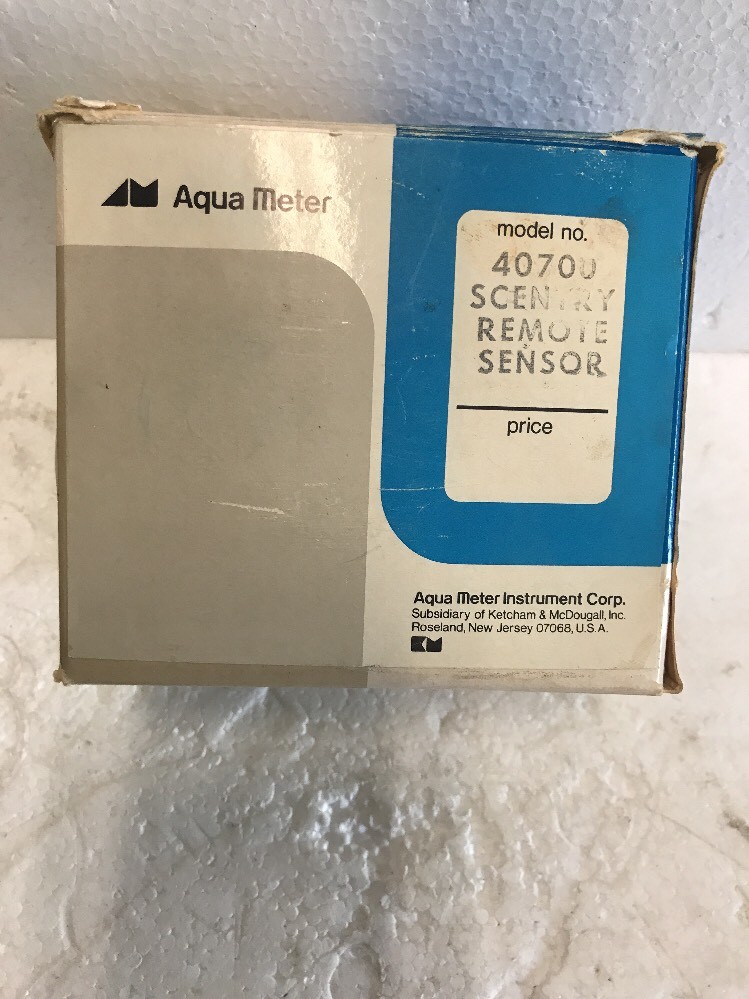 Aqua Meter
model no.
40700
SCENTRY
REMOTE
SENSOR
price
Aqua Meter Instrument Corp.
Subsidiary of Ketcham & McDougall, Inc.
Roseland, New Jersey 07068, U.S.A.